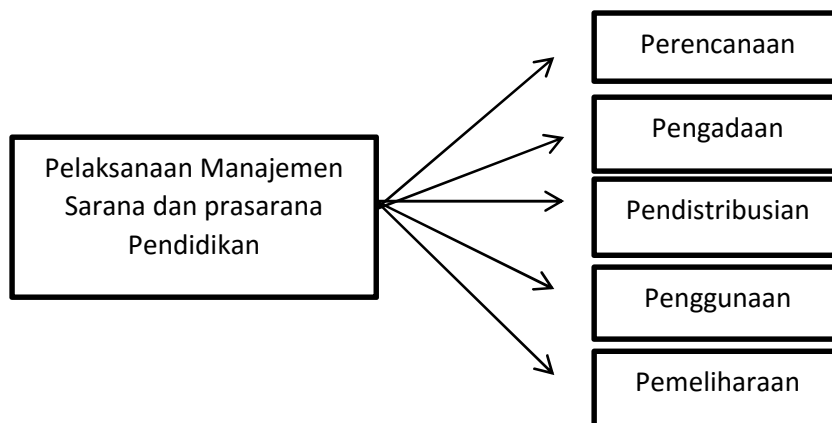 Pelaksanaan Manajemen
Sarana dan prasarana
Pendidikan
Perencanaan
Pengadaan
Pendistribusian
Penggunaan
Pemeliharaan